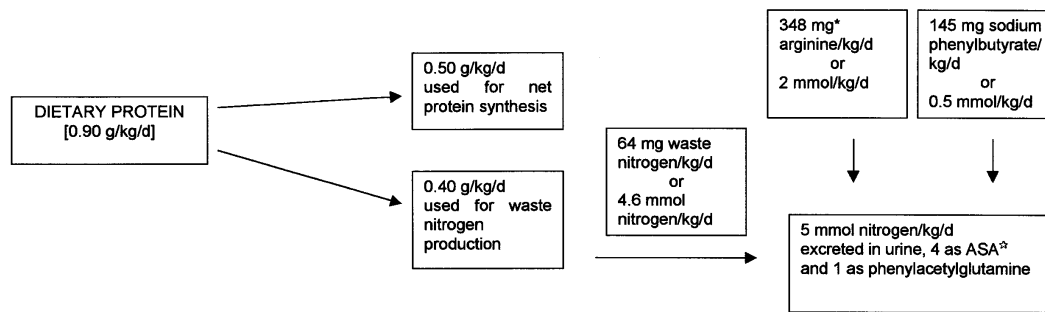 DIETARY PROTEIN
[0.90 g/kg/d]
0.50 g/kg/d
used for net
protein synthesis
0.40 g/kg/d
used for waste
nitrogen
production
64 mg waste
nitrogen/kg/d
or
4.6 mmol
nitrogen/kg/d
348 mg*
arginine/kg/d
or
2 mmol/kg/d
145 mg sodium
phenylbutyrate/
kg/d
or
0.5 mmol/kg/d
5 mmol nitrogen/kg/d
excreted in urine, 4 as ASA☆
and 1 as phenylacetylglutamine